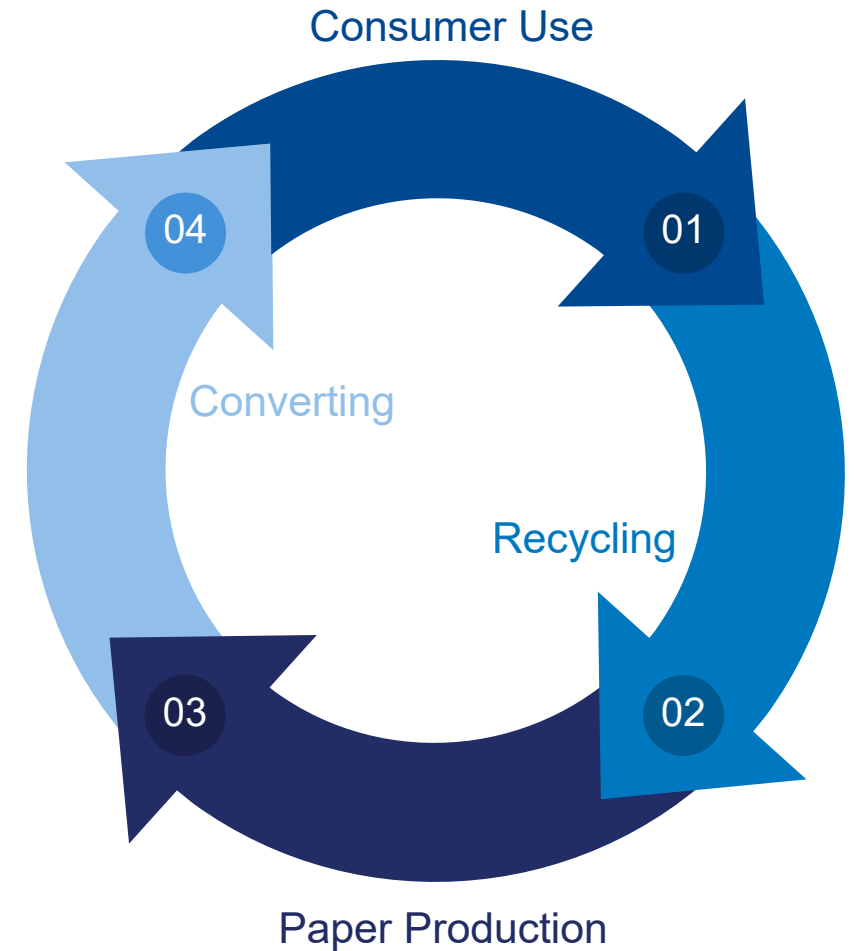 Consumer Use
04
01
Converting
Recycling
03
02
Paper Production